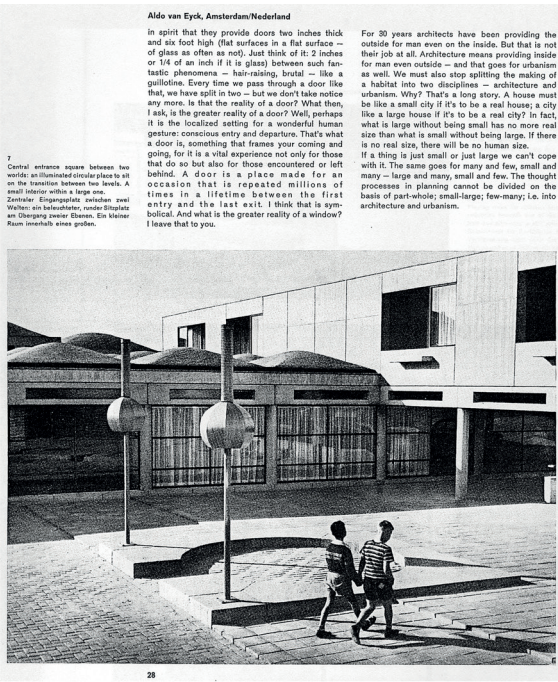 Aldo van Eyck, Amsterdam/Nederland
in spirit that they provide doors two inches thick
and six foot high (flat surfaces in a flat surface –
of glass as often as not). Just think of it: 2 inches
or 1/4 of an inch if it is glass) between such fan-
tastic phenomena – hair-raising, brutal – like a
guillotine. Every time we pass through a door like
that, we have split in two – but we don't take notice
any more. Is that the reality of a door? What then,
I ask, is the greater reality of a door? Well, perhaps
it is the localized setting for a wonderful human
gesture: conscious entry and departure. That's what
a door is, something that frames your coming and
going, for it is a vital experience not only for those
that do so but also for those encountered or left
behind. A door is a place made for an
occasion that is repeated millions of
times in a lifetime between the first
entry and the last exit. I think that is sym-
bolical. And what is the greater reality of a window?
I leave that to you.
For 30 years architects have been providing the
outside for man even on the inside. But that is not
their job at all. Architecture means providing inside
for man even outside – and that goes for urbanism
as well. We must also stop splitting the making of
a habitat into two disciplines – architecture and
urbanism. Why? That's a long story. A house must
be like a small city if it's to be a real house; a city
like a large house if it's to be a real city? In fact,
what is large without being small has no more real
size than what is small without being large. If there
is no real size, there will be no human size.
If a thing is just small or just large we can't cope
with it. The same goes for many and few, small and
many – large and many, small and few. The thought
processes in planning cannot be divided on the
basis of part-whole; small-large; few-many; i.e. into
architecture and urbanism.
7
Central entrance square between two
worlds: an illuminated circular place to sit
on the transition between two levels. A
small interior within a large one.
Zentraler Eingangsplatz zwischen zwei
Welten: ein beleuchteter, runder Sitzplatz
am Übergang zweier Ebenen. Ein kleiner
Raum innerhalb eines großen.
28